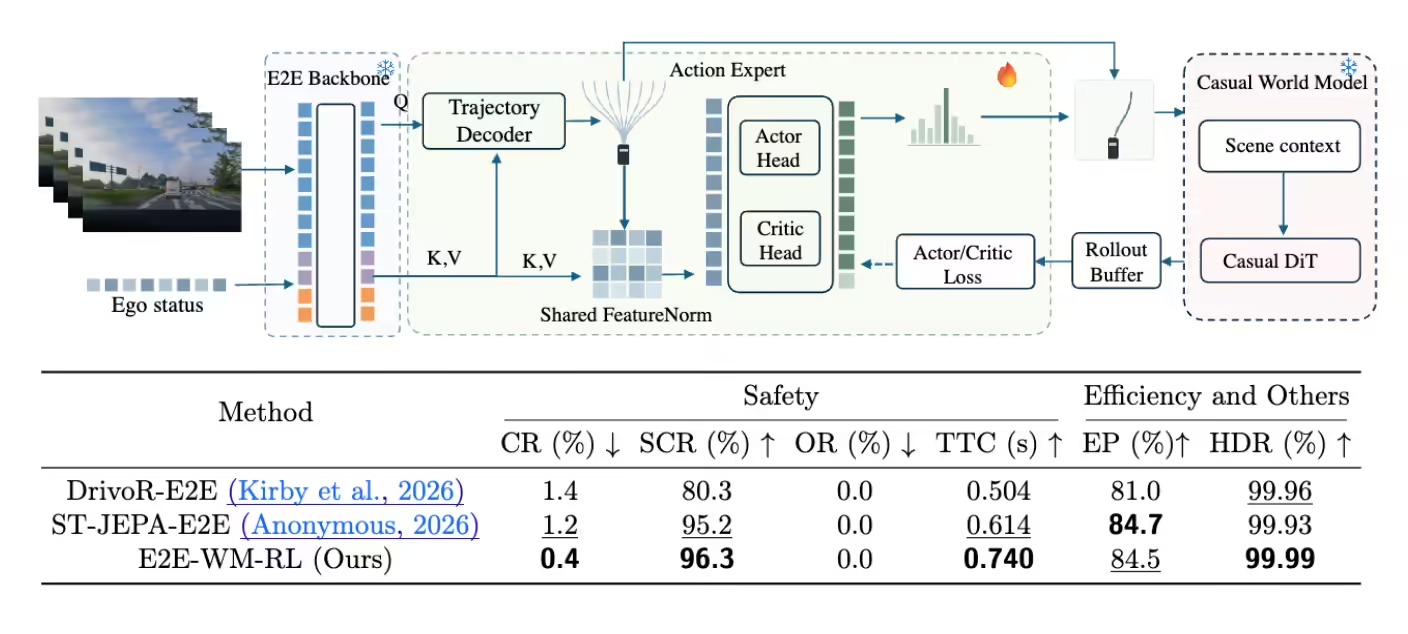 E2E Backbone
Action Expert
Casual World Model
Q
Trajectory
Decoder
Actor
Head
Scene context
Critic
Head
K,V
K,V
Actor/Critic
Loss
Rollout
Buffer
Casual DiT
Ego status
Shared FeatureNorm
Method Safety Efficiency and Others
CR (%) ↓ SCR (%) ↑ OR (%) ↓ TTC (s) ↑ EP (%)↑ HDR (%) ↑
DrivoR-E2E (Kirby et al., 2026) 1.4 80.3 0.0 0.504 81.0 99.96
ST-JEPA-E2E (Anonymous, 2026) 1.2 95.2 0.0 0.614 84.7 99.93
E2E-WM-RL (Ours) 0.4 96.3 0.0 0.740 84.5 99.99